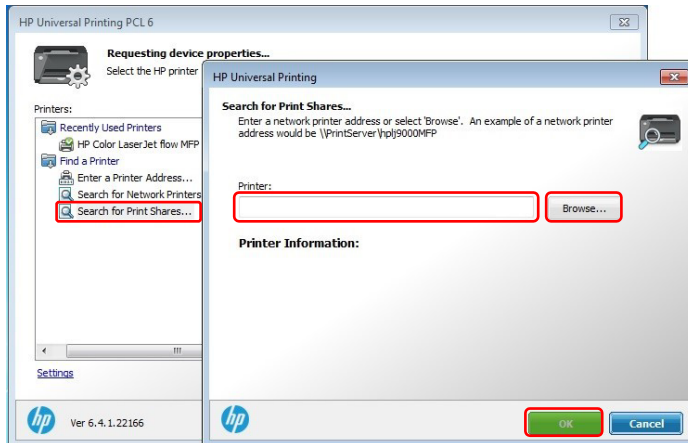 HP Universal Printing PCL 6
Requesting device properties...
Select the HP printer
Printers:
Recently Used Printers
HP Color LaserJet flow MFP
Find a Printer
Enter a Printer Address...
Search for Network Printers
Search for Print Shares...
Settings
hp
Ver 6.4.1.22166
HP Universal Printing
Search for Print Shares...
Enter a network printer address or select 'Browse'. An example of a network printer
address would be \\PrintServer\hplj9000MFP
Printer:
Browse...
Printer Information:
hp
OK
Cancel